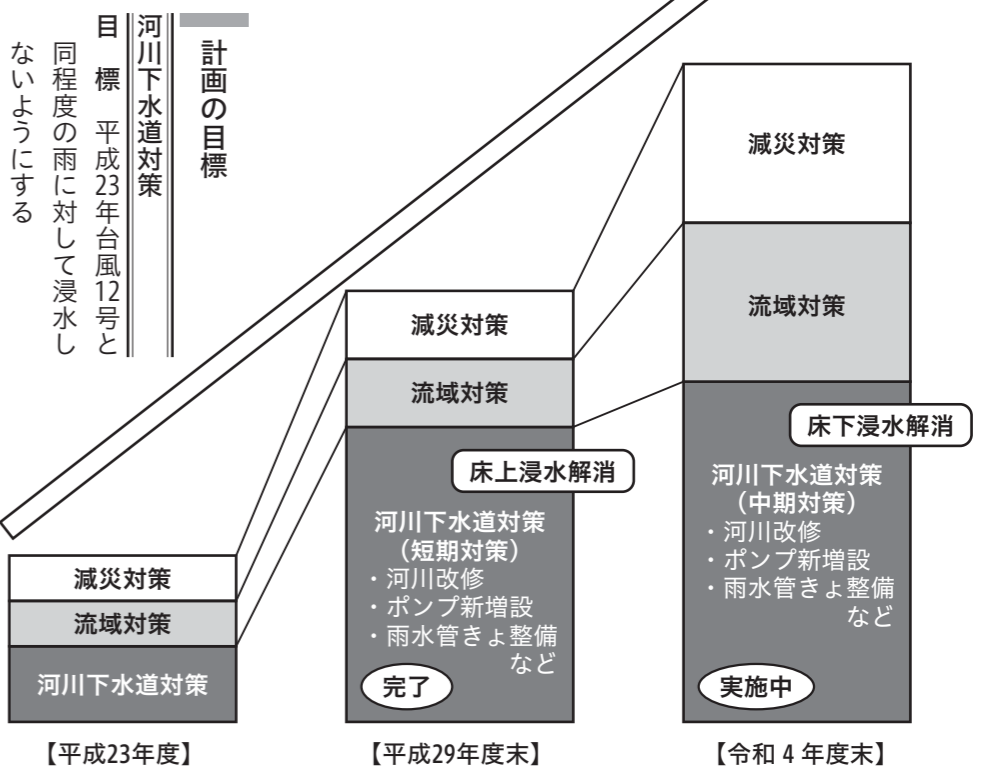 計画の目標
河川下水道対策
目　標　平成23年台風12号と
同程度の雨に対して浸水し
ないようにする
減災対策
流域対策
河川下水道対策
【平成23年度】
減災対策
流域対策
床上浸水解消
河川下水道対策
（短期対策）
・河川改修
・ポンプ新増設
・雨水管きょ整備
など
完了
【平成29年度末】
減災対策
流域対策
床下浸水解消
河川下水道対策
（中期対策）
・河川改修
・ポンプ新増設
・雨水管きょ整備
など
実施中
【令和４年度末】